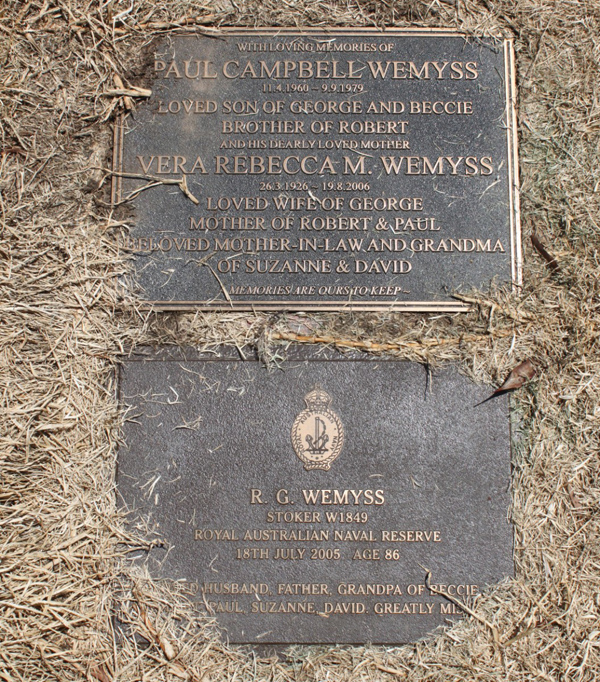 WITH LOVING MEMORIES OF
PAUL CAMPBELL WEMYSS
11.4.1960 ~ 9.9.1979
LOVED SON OF GEORGE AND BECCIE
BROTHER OF ROBERT
AND HIS DEARLY LOVED MOTHER
VERA REBECCA M. WEMYSS
26.3.1926 ~ 19.8.2006
LOVED WIFE OF GEORGE
MOTHER OF ROBERT & PAUL
BELOVED MOTHER-IN-LAW AND GRANDMA
OF SUZANNE & DAVID
~ MEMORIES ARE OURS TO KEEP ~
R. G. WEMYSS
STOKER W1849
ROYAL AUSTRALIAN NAVAL RESERVE
18TH JULY 2005 AGE 86
HUSBAND, FATHER, GRANDPA OF BECCIE,
PAUL, SUZANNE, DAVID. GREATLY